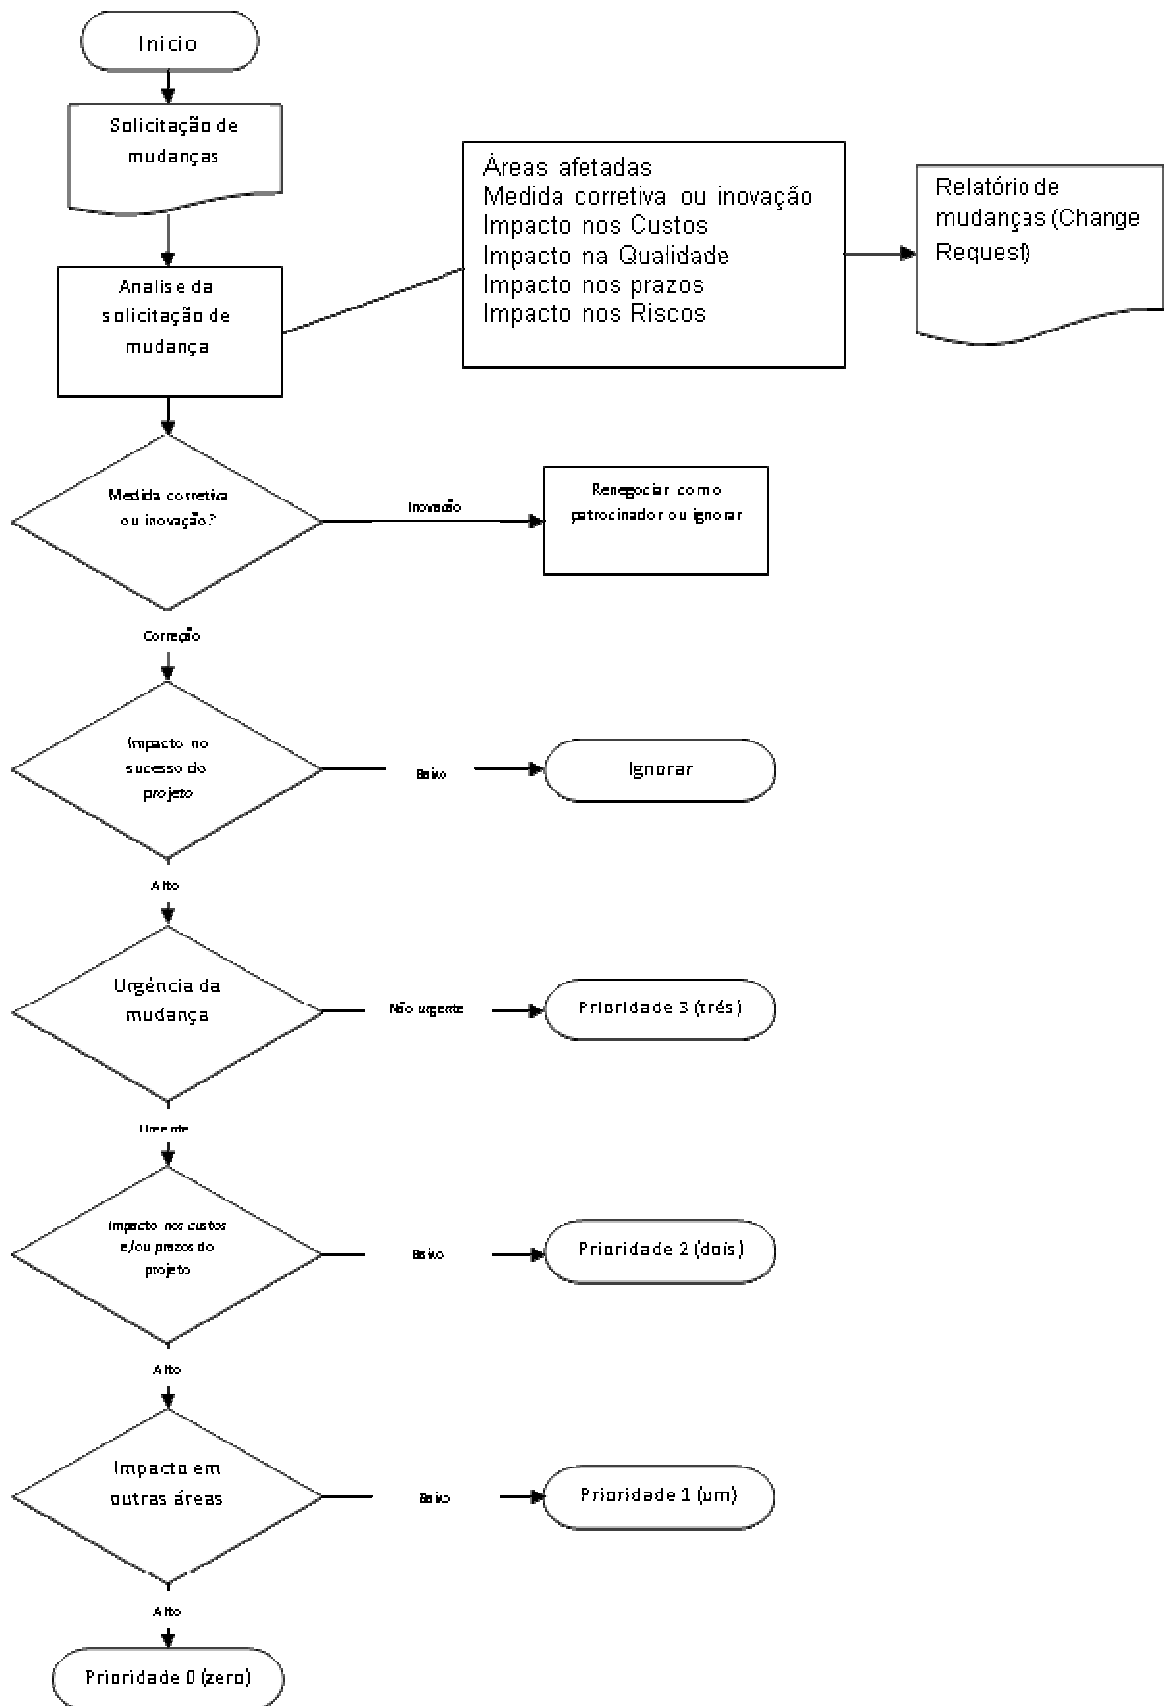 Inicio
Solicitação de
mudanças
Analise da
solicitação de
mudança
Áreas afetadas
Medida corretiva ou inovação
Impacto nos Custos
Impacto na Qualidade
Impacto nos prazos
Impacto nos Riscos
Relatório de
mudanças (Change
Request)
Medida corretiva
ou inovação?
Inovação
Renegociar como
patrocinador ou ignorar
Correção
Impacto no
sucesso do
projeto
Baixo
Ignorar
Alto
Urgência da
mudança
Não urgente
Prioridade 3 (três)
Urgente
Impacto nos custos
e/ou prazos do
projeto
Baixo
Prioridade 2 (dois)
Alto
Impacto em
outras áreas
Baixo
Prioridade 1 (um)
Alto
Prioridade 0 (zero)